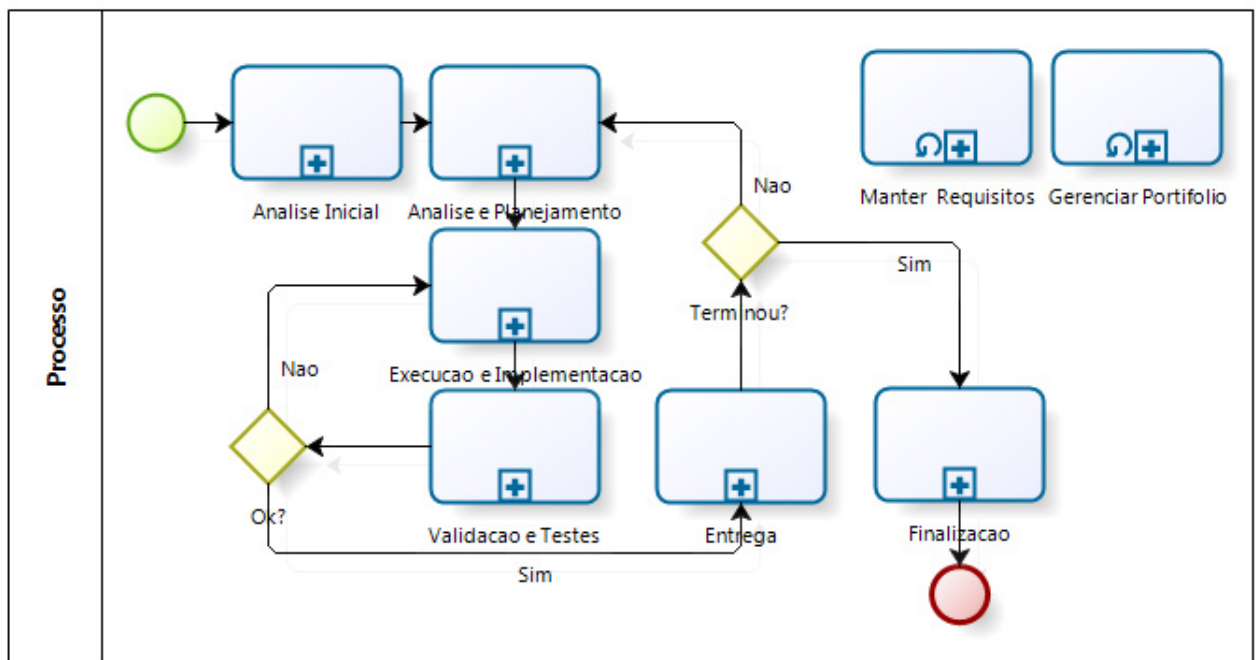 Processo
Analise Inicial
Analise e Planejamento
Nao
Manter Requisitos
Gerenciar Portifolio
Sim
Terminou?
Nao
Execucao e Implementacao
Ok?
Validacao e Testes
Entrega
Finalizacao
Sim